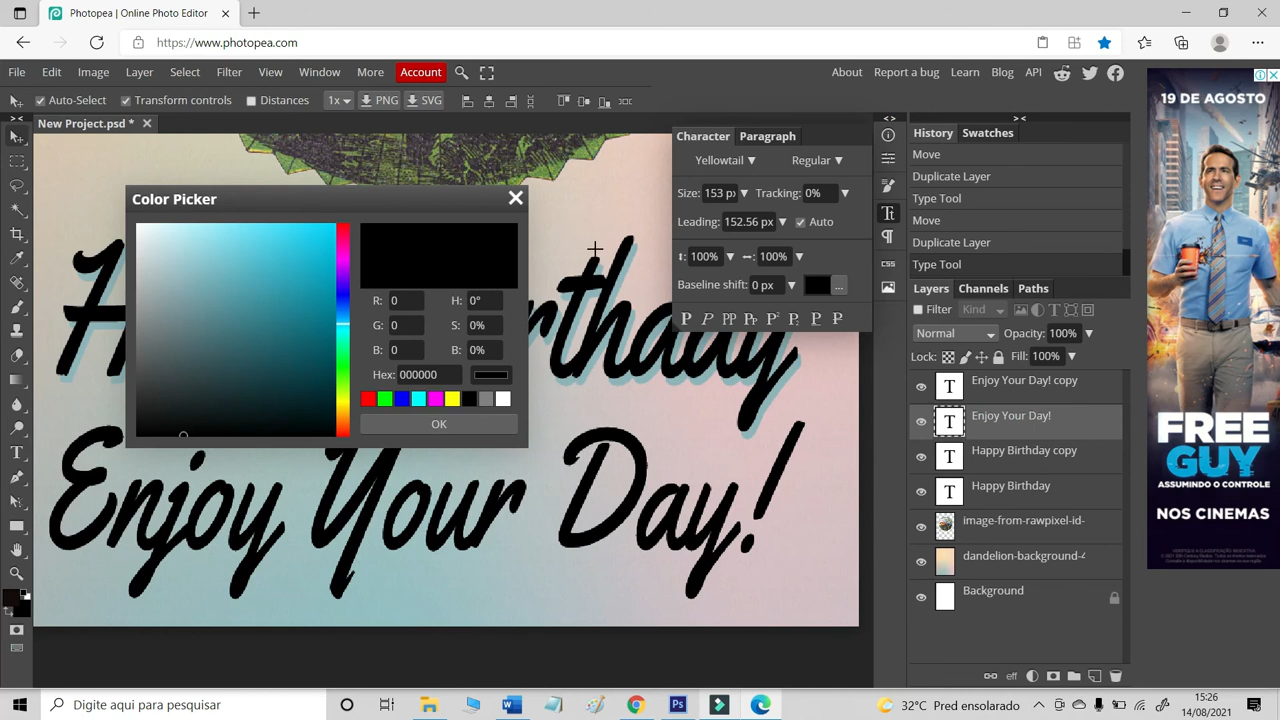 Photopea | Online Photo Editor
https://www.photopea.com
File Edit Image Layer Select Filter View Window More Account About Report a bug Learn Blog API
Auto-Select Transform controls Distances 1x PNG SVG
New Project.psd *
Color Picker
R: 0 H: 0°
G: 0 S: 0%
B: 0 B: 0%
Hex: 000000
OK
Enjoy Your Day!
Character Paragraph
Yellowtail Regular
Size: 153 px Tracking: 0%
Leading: 152.56 px Auto
100% 100%
Baseline shift: 0 px ...
CSS
History Swatches
Move
Duplicate Layer
Type Tool
Move
Duplicate Layer
Type Tool
Layers Channels Paths
Filter Kind
Normal Opacity: 100%
Lock: Fill: 100%
Enjoy Your Day! copy
Enjoy Your Day!
Happy Birthday copy
Happy Birthday
image-from-rawpixel-id-
dandelion-background-4
Background
eff
19 DE AGOSTO
FREE
GUY
ASSUMINDO O CONTROLE
NOS CINEMAS
Digite aqui para pesquisar
32°C Pred ensolarado
15:26
14/08/2021